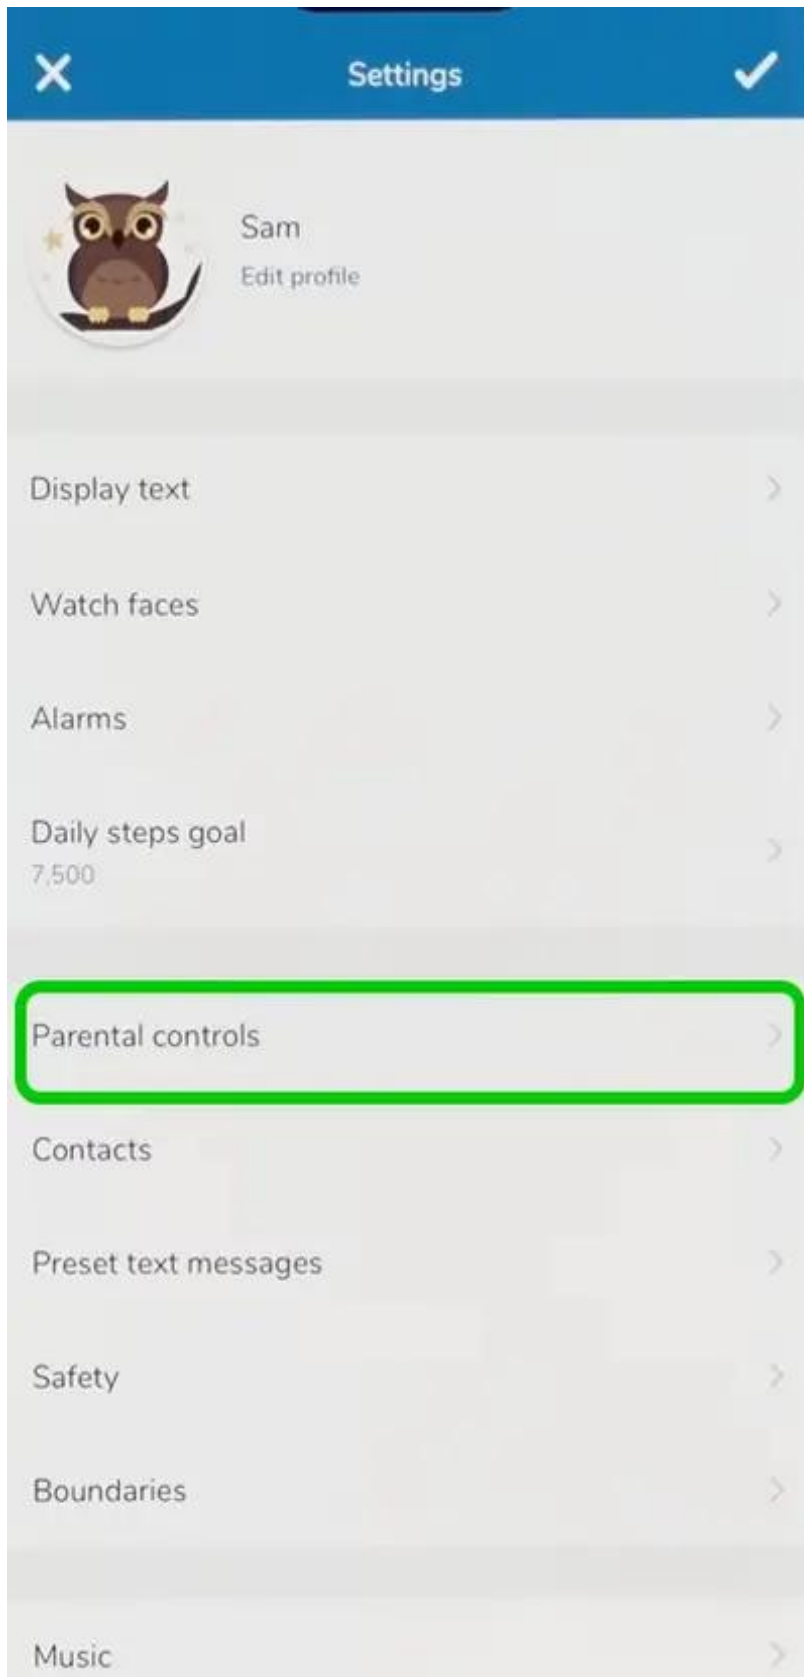 Settings
Sam
Edit profile
Display text
Watch faces
Alarms
Daily steps goal
7,500
Parental controls
Contacts
Preset text messages
Safety
Boundaries
Music